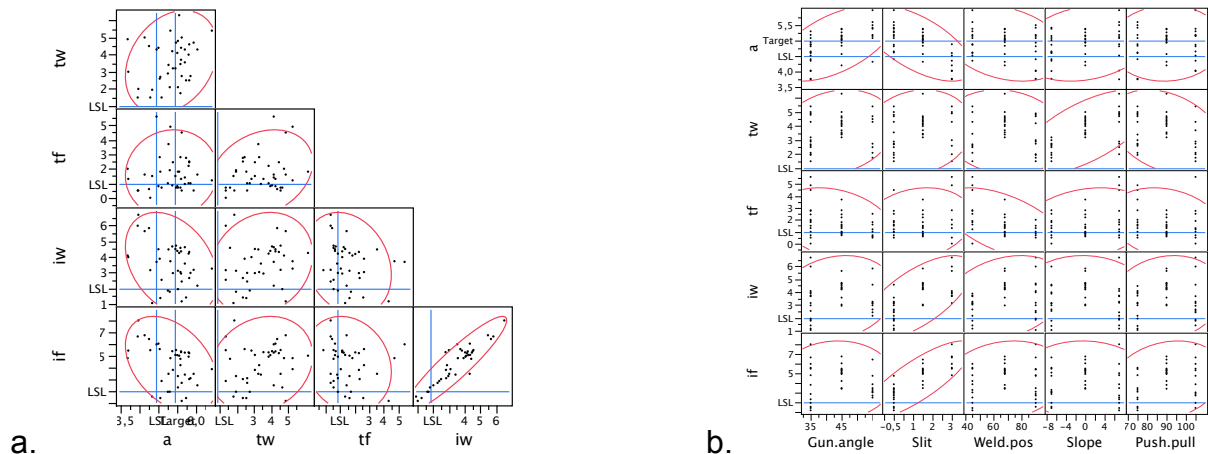 tw
5
4
3
2
LSL
tf
5
4
3
2
LSL
0
iw
6
5
4
3
LSL
1
if
7
5
LSL
3,5 Target
LSL 3 4 5
LSL 3 4 5
LSL 4 5 6
a tw tf iw
a.
a
5,5
Target
LSL
4,0
3,5
tw
5
4
3
2
LSL
tf
5
4
3
2
LSL
0
iw
6
5
4
3
LSL
1
if
7
5
LSL
35 45 -0,5 1 2 3 40 60 80 -8 -4 0 4 70 80 90 100
Gun.angle Slit Weld.pos Slope Push.pull
b.